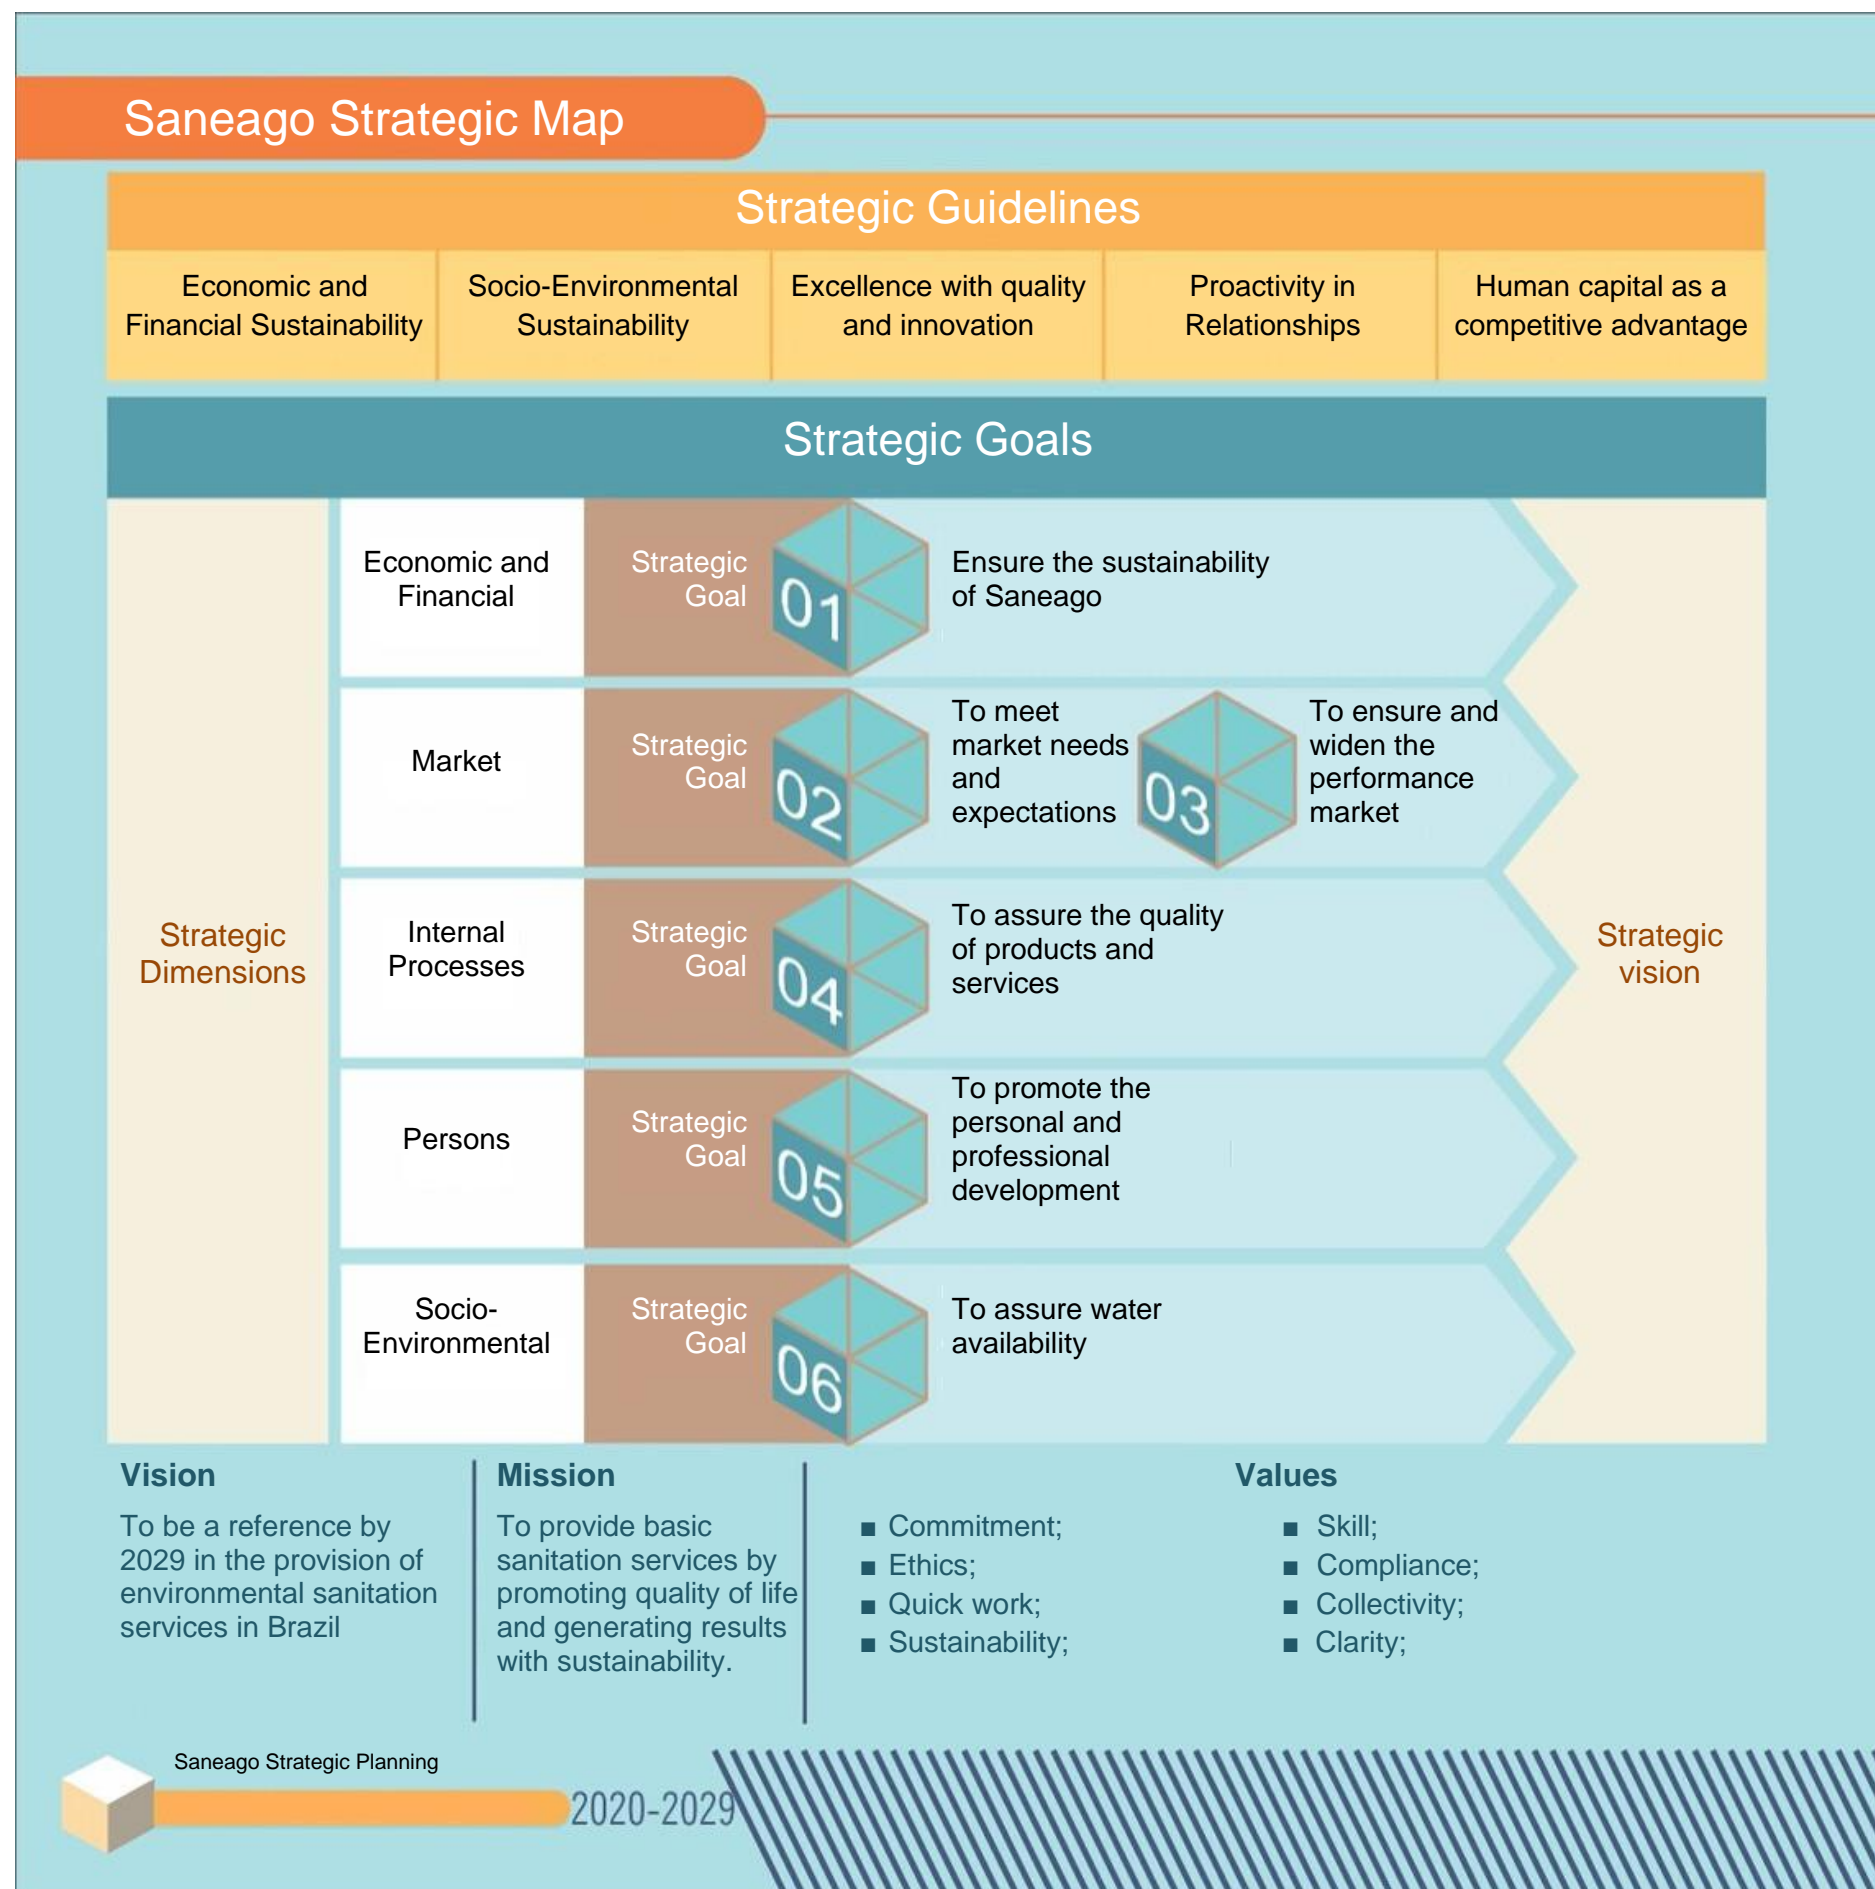 Saneago Strategic Map
Strategic Guidelines
Economic and
Financial Sustainability
Socio-Environmental
Sustainability
Excellence with quality
and innovation
Proactivity in
Relationships
Human capital as a
competitive advantage
Strategic Goals
Strategic
Dimensions
Economic and
Financial
Strategic
Goal
01
Ensure the sustainability
of Saneago
Market
Strategic
Goal
02
To meet
market needs
and
expectations
03
To ensure and
widen the
performance
market
Internal
Processes
Strategic
Goal
04
To assure the quality
of products and
services
Persons
Strategic
Goal
05
To promote the
personal and
professional
development
Socio-
Environmental
Strategic
Goal
06
To assure water
availability
Strategic
vision
Vision
To be a reference by
2029 in the provision of
environmental sanitation
services in Brazil
Mission
To provide basic
sanitation services by
promoting quality of life
and generating results
with sustainability.
Values
■ Commitment;
■ Ethics;
■ Quick work;
■ Sustainability;
■ Skill;
■ Compliance;
■ Collectivity;
■ Clarity;
Saneago Strategic Planning
2020-2029